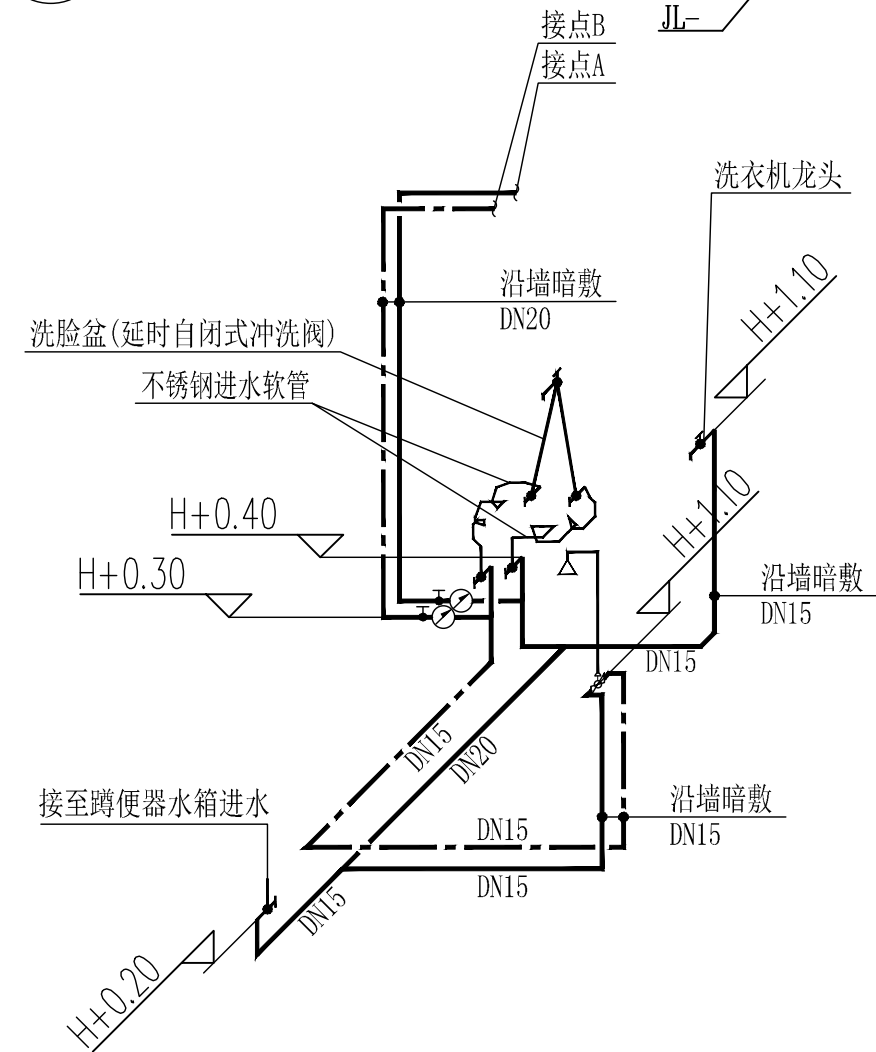 接点B
JL-
接点A
洗衣机龙头
H+1.10
沿墙暗敷
DN20
洗脸盆(延时自闭式冲洗阀)
不锈钢进水软管
H+1.10
H+0.40
H+0.30
沿墙暗敷
DN15
DN15
DN15
DN20
接至蹲便器水箱进水
沿墙暗敷
DN15
DN15
DN15
DN15
H+0.20